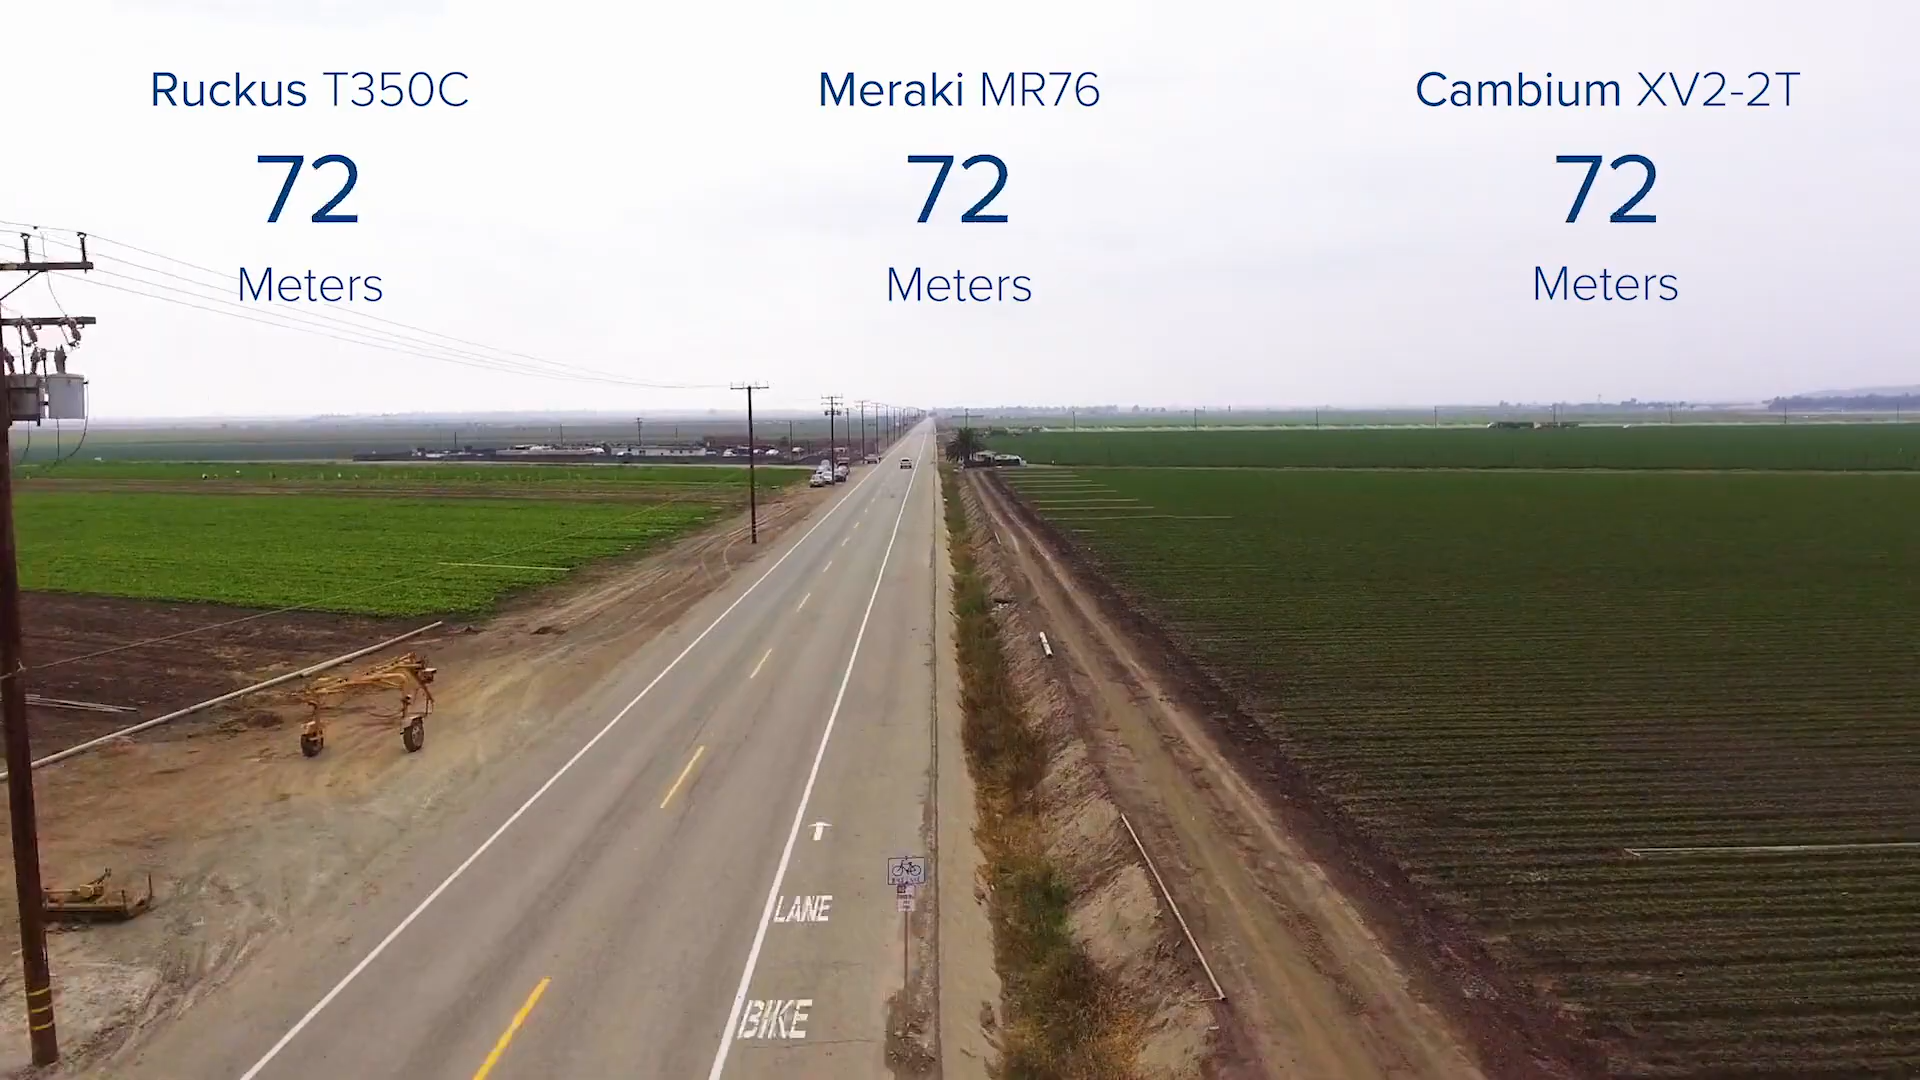 Ruckus T350C
72
Meters
Meraki MR76
72
Meters
Cambium XV2-2T
72
Meters
LANE
BIKE